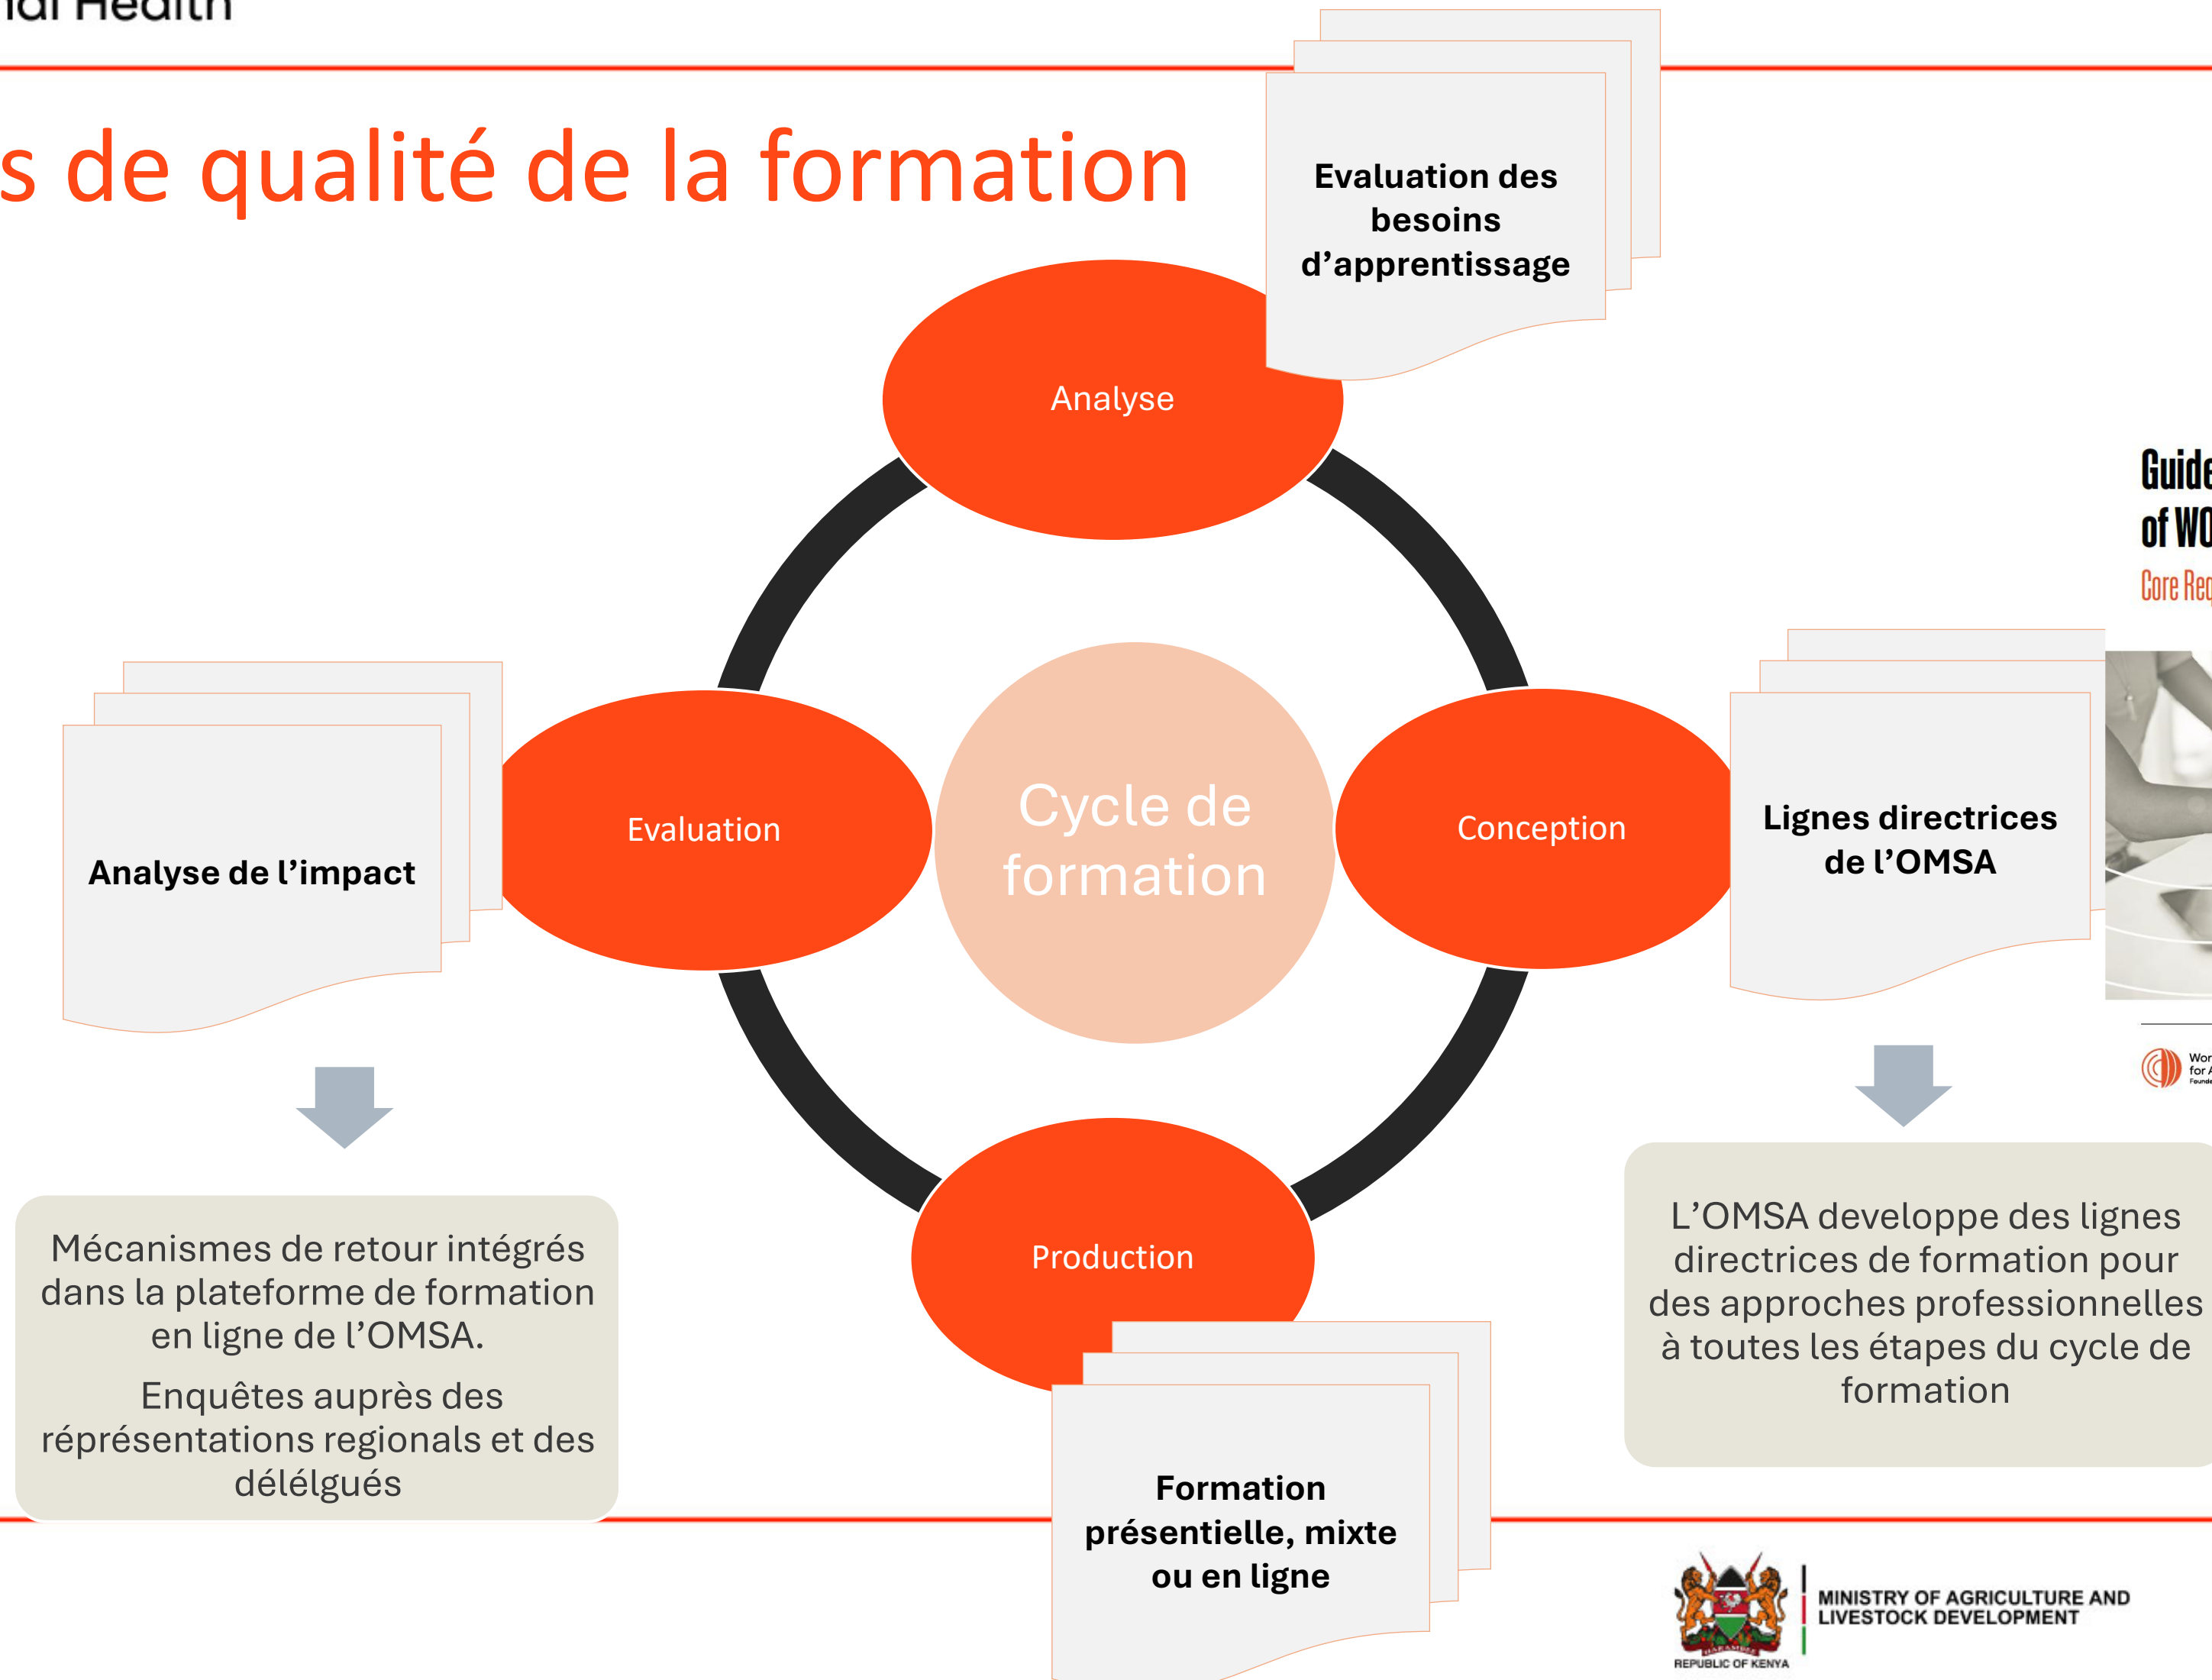 Health
s de qualité de la formation
Evaluation des
besoins
d’apprentissage
Analyse
Guide
of WO
Core Req
Cycle de
formation
Evaluation
Conception
Analyse de l’impact
Lignes directrices
de l’OMSA
Production
Mécanismes de retour intégrés
dans la plateforme de formation
en ligne de l’OMSA.
Enquêtes auprès des
réprésentations regionals et des
délélgués
L’OMSA developpe des lignes
directrices de formation pour
des approches professionnelles
à toutes les étapes du cycle de
formation
Formation
présentielle, mixte
ou en ligne
MINISTRY OF AGRICULTURE AND
LIVESTOCK DEVELOPMENT
HARAMBEE
REPUBLIC OF KENYA